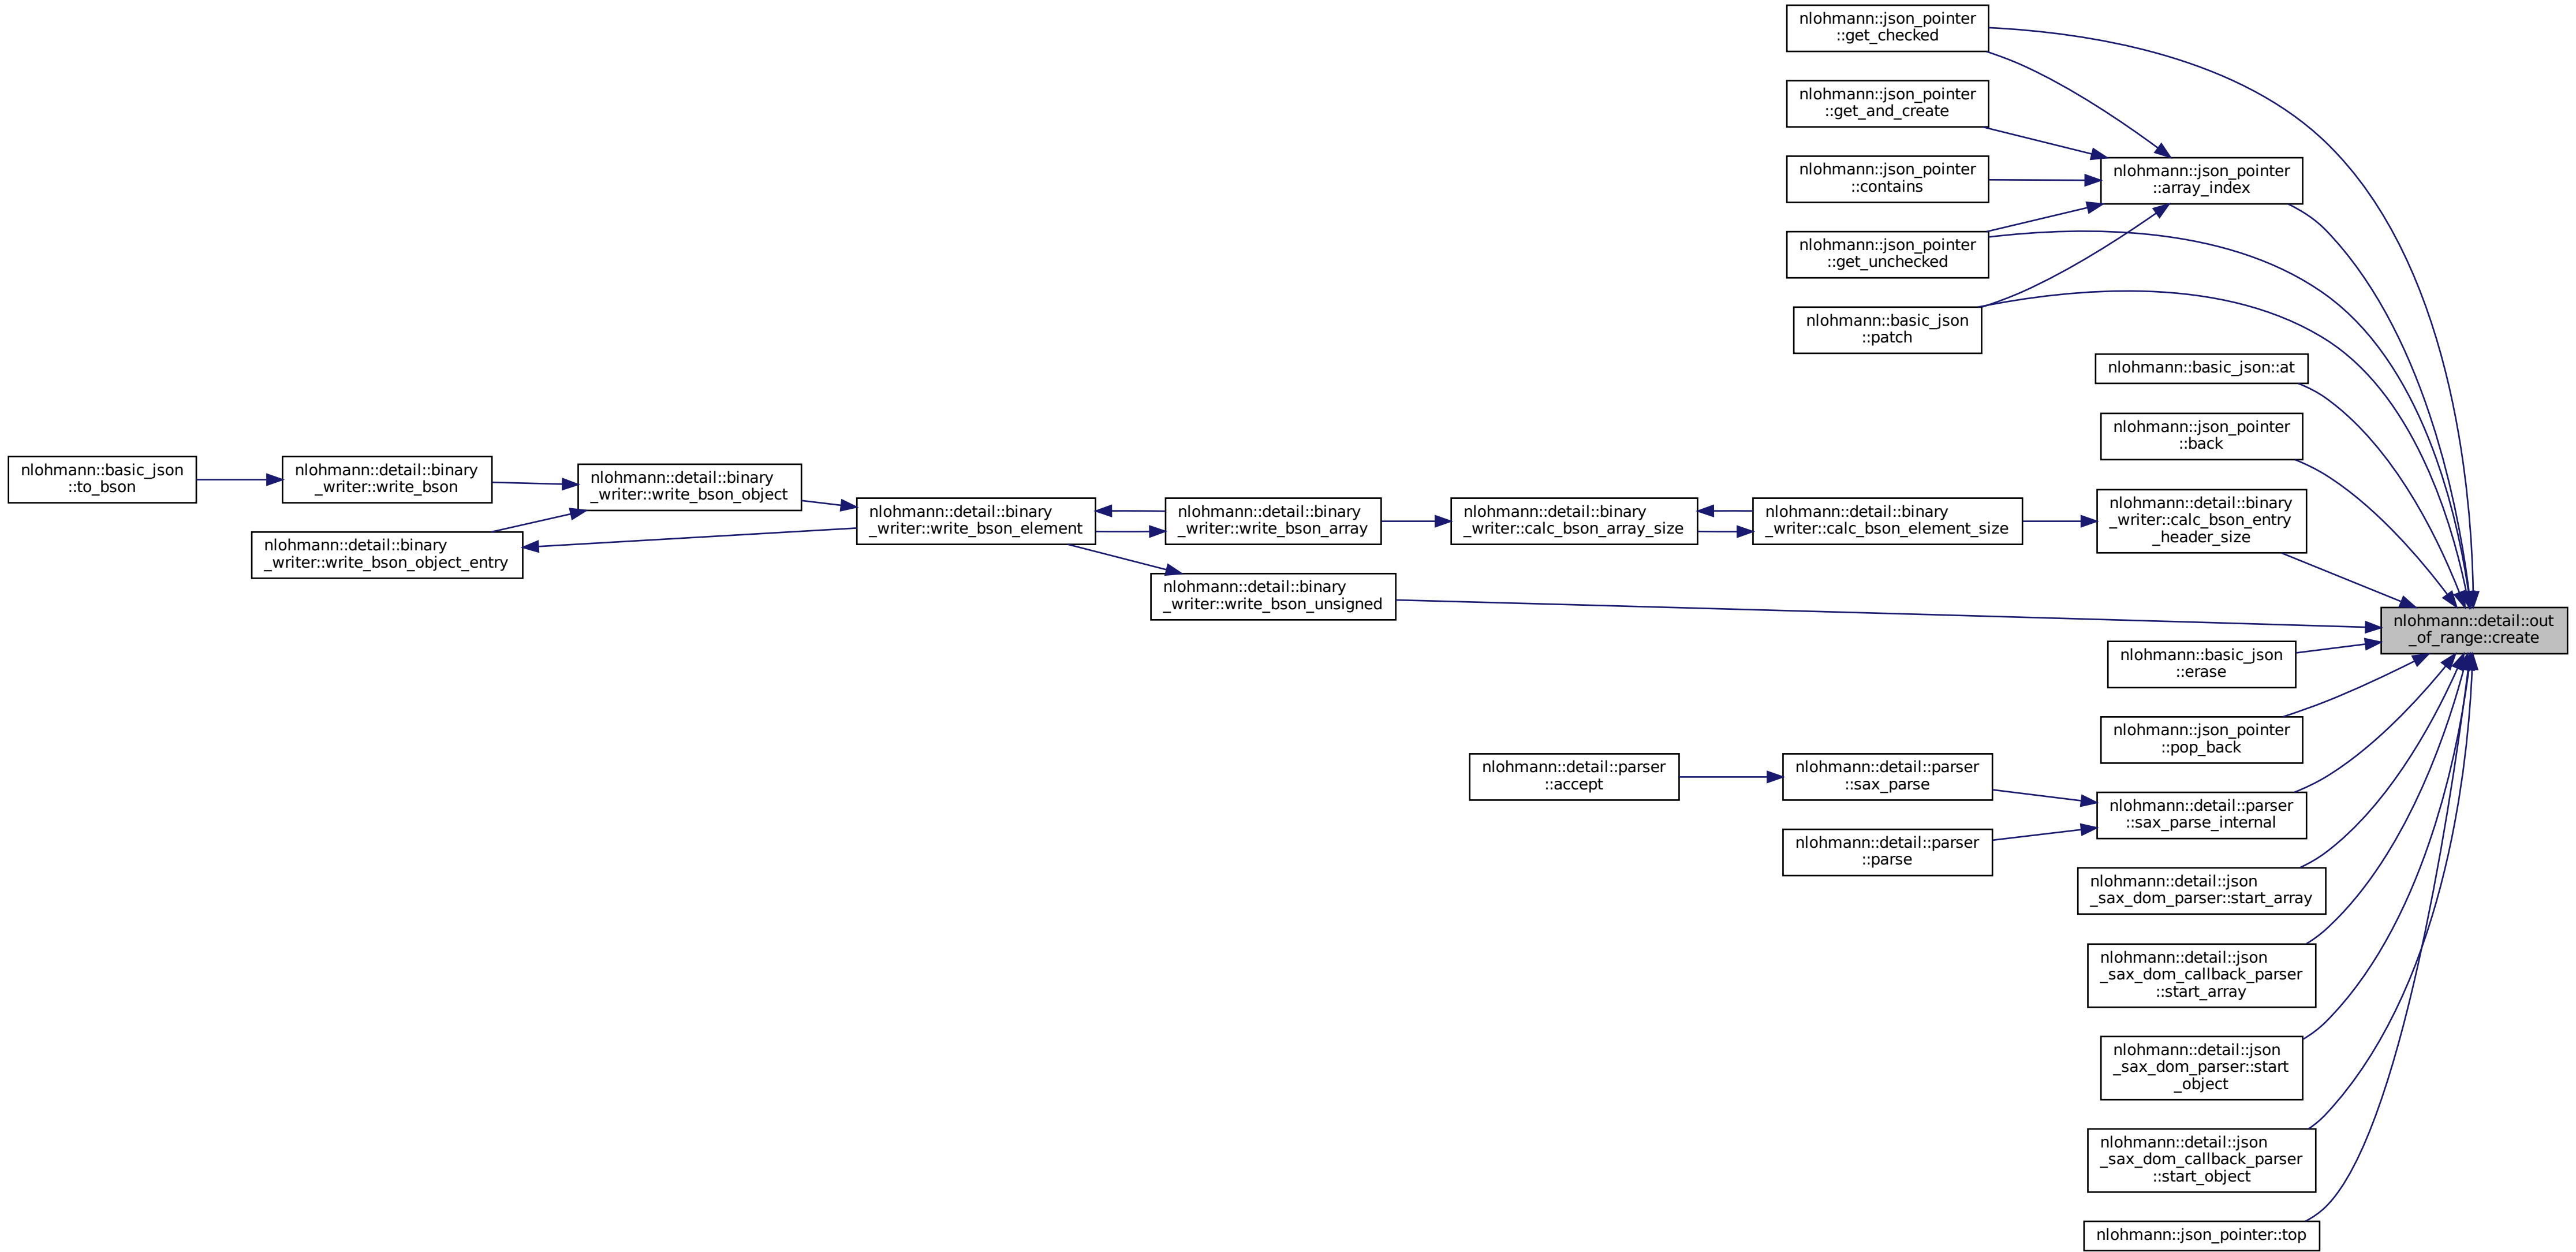 nlohmann::json_pointer
::get_checked
nlohmann::json_pointer
::get_and_create
nlohmann::json_pointer
::contains
nlohmann::json_pointer
::array_index
nlohmann::json_pointer
::get_unchecked
nlohmann::basic_json
::patch
nlohmann::basic_json::at
nlohmann::json_pointer
::back
nlohmann::basic_json
::to_bson
nlohmann::detail::binary
_writer::write_bson
nlohmann::detail::binary
_writer::write_bson_object
nlohmann::detail::binary
_writer::write_bson_object_entry
nlohmann::detail::binary
_writer::write_bson_element
nlohmann::detail::binary
_writer::write_bson_array
nlohmann::detail::binary
_writer::calc_bson_array_size
nlohmann::detail::binary
_writer::calc_bson_element_size
nlohmann::detail::binary
_writer::calc_bson_entry
_header_size
nlohmann::detail::binary
_writer::write_bson_unsigned
nlohmann::detail::out
_of_range::create
nlohmann::basic_json
::erase
nlohmann::json_pointer
::pop_back
nlohmann::detail::parser
::accept
nlohmann::detail::parser
::sax_parse
nlohmann::detail::parser
::sax_parse_internal
nlohmann::detail::parser
::parse
nlohmann::detail::json
_sax_dom_parser::start_array
nlohmann::detail::json
_sax_dom_callback_parser
::start_array
nlohmann::detail::json
_sax_dom_parser::start
_object
nlohmann::detail::json
_sax_dom_callback_parser
::start_object
nlohmann::json_pointer::top